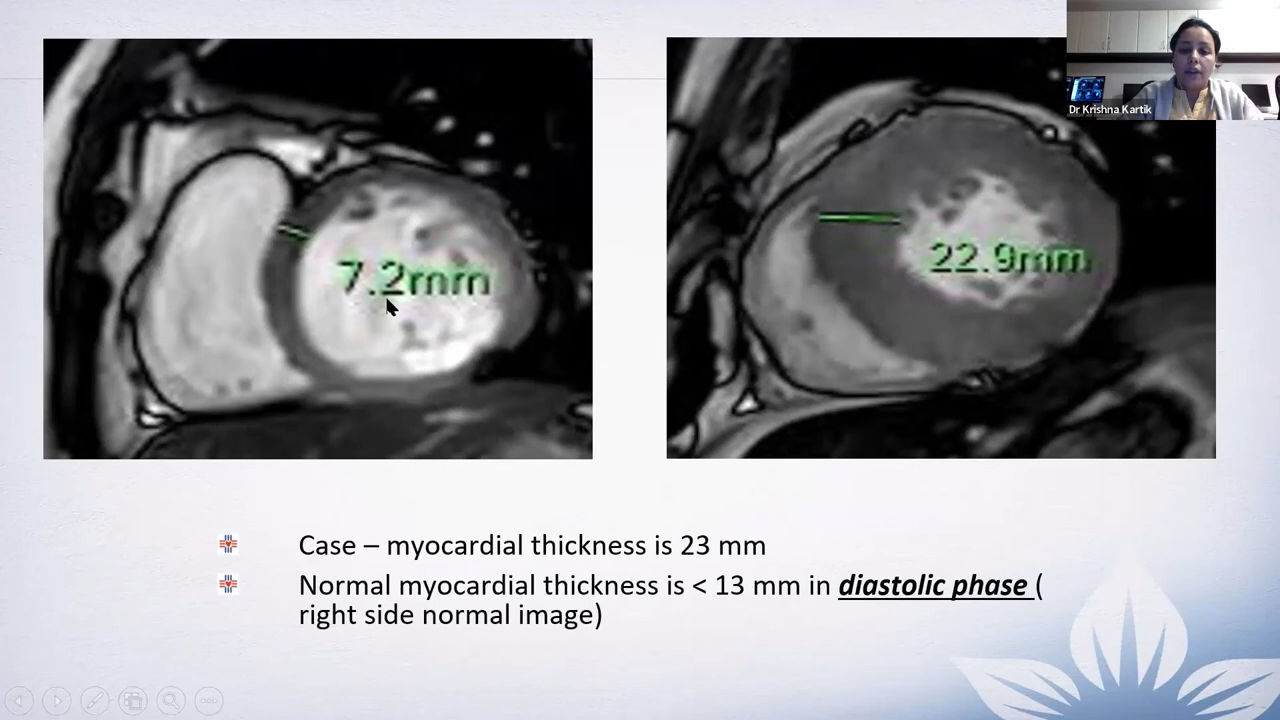 Dr Krishna Kartik
7.2mm
22.9mm
Case – myocardial thickness is 23 mm
Normal myocardial thickness is < 13 mm in diastolic phase (
right side normal image)